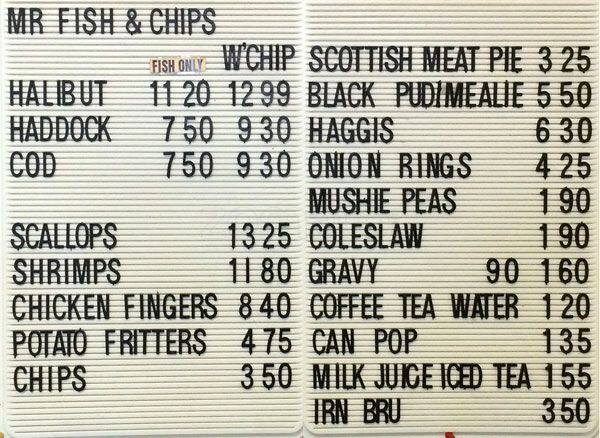 MR FISH & CHIPS
FISH ONLY W'CHIP
HALIBUT 11 20 12 99
HADDOCK 7 50 9 30
COD 7 50 9 30
SCALLOPS 13 25
SHRIMPS 11 80
CHICKEN FINGERS 8 40
POTATO FRITTERS 4 75
CHIPS 3 50
SCOTTISH MEAT PIE 3 25
BLACK PUD/MEALIE 5 50
HAGGIS 6 30
ONION RINGS 4 25
MUSHIE PEAS 1 90
COLESLAW 1 90
GRAVY 90 1 60
COFFEE TEA WATER 1 20
CAN POP 1 35
MILK JUICE ICED TEA 1 55
IRN BRU 3 50